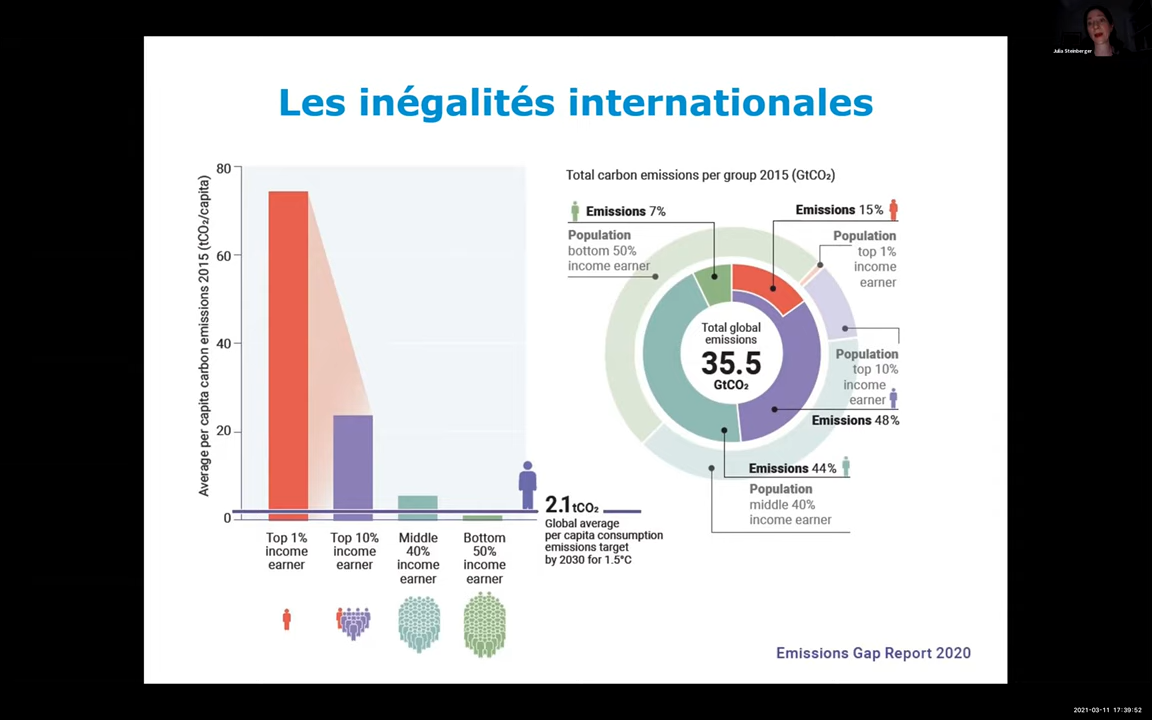 Julia Steinberger
Les inégalités internationales
Average per capita carbon emissions 2015 (tCO₂/capita)
80
60
40
20
0
Top 1%
income
earner
Top 10%
income
earner
Middle
40%
income
earner
Bottom
50%
income
earner
2.1tCO₂
Global average
per capita consumption
emissions target
by 2030 for 1.5°C
Total carbon emissions per group 2015 (GtCO₂)
Emissions 7%
Population
bottom 50%
income earner
Emissions 15%
Population
top 1%
income
earner
Total global
emissions
35.5
GtCO₂
Population
top 10%
income
earner
Emissions 48%
Emissions 44%
Population
middle 40%
income earner
Emissions Gap Report 2020
2021-03-11 17:39:52